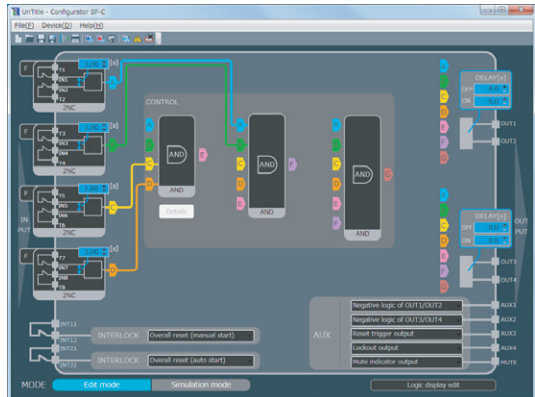 UnTitle - Configurator SF-C
File(F) Device(D) Help(H)
F
T1
IN1
IN2
T2
2NC
[s]
A
F
T3
IN3
T4
2NC
[s]
F
T5
IN5
IN6
T6
2NC
[s]
C
F
T7
IN7
IN8
T8
2NC
[s]
D
IN
PUT
CONTROL
A
B
C
D
AND
AND
E
Details
A
B
C
D
E
AND
AND
F
A
B
C
D
E
F
AND
AND
G
A
B
C
D
E
F
G
DELAY[s]
OFF
ON
OUT1
OUT2
A
B
C
D
E
F
G
DELAY[s]
OFF
ON
OUT3
OUT4
OUT
PUT
INT11
INT12
INTERLOCK Overall reset (manual start)
INT21
INT22
INTERLOCK Overall reset (auto start)
AUX
Negative logic of OUT1/OUT2 AUX1
Negative logic of OUT3/OUT4 AUX2
Reset trigger output AUX3
Lockout output AUX4
Mute indicator output MUTE
MODE Edit mode Simulation mode Logic display edit